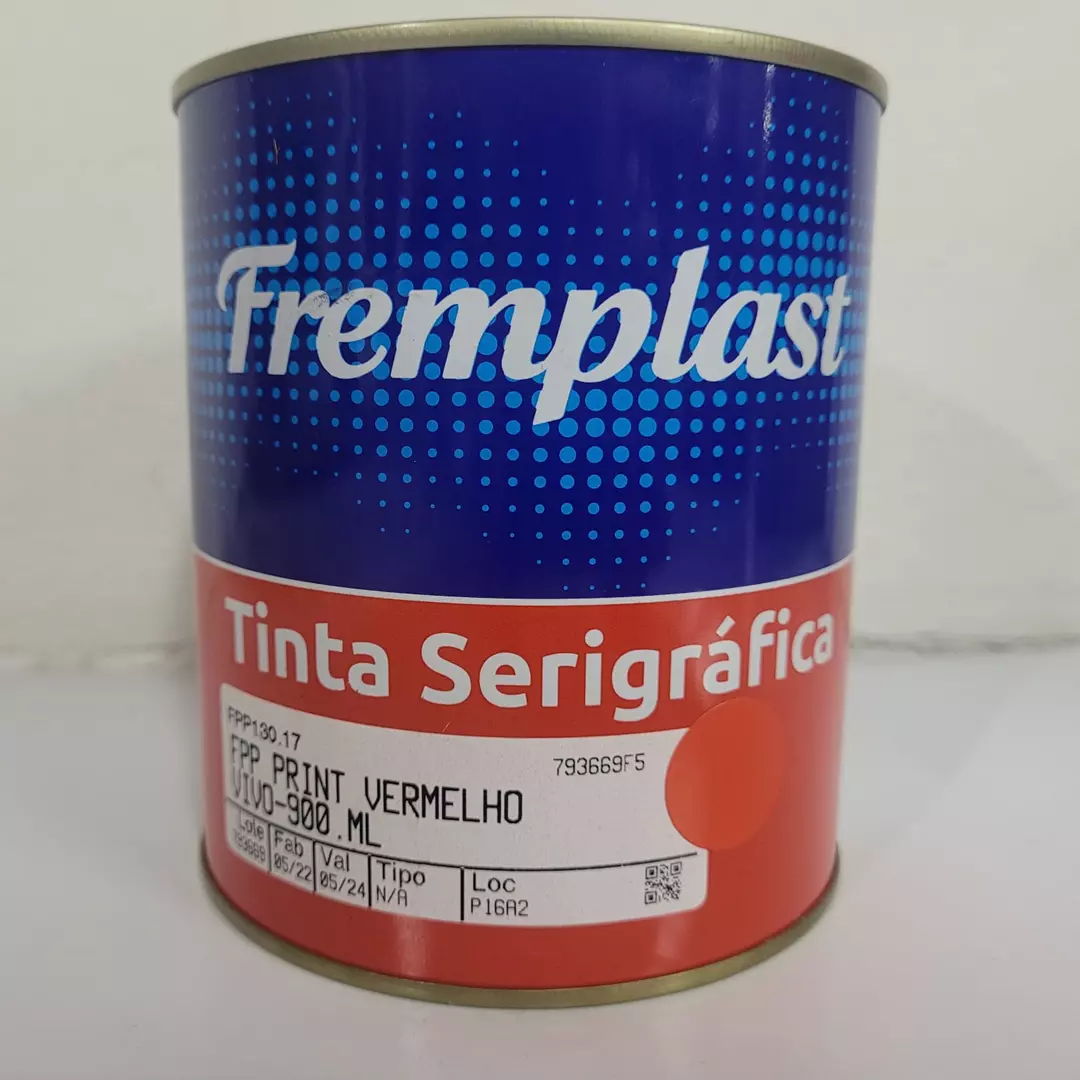 Fremplast
Tinta Serigráfica
FPP130.17
793669F5
FPP PRINT VERMELHO
VIVO-900.ML
Lote Fab Val Tipo Loc
793669 05/22 05/24 N/A P16A2